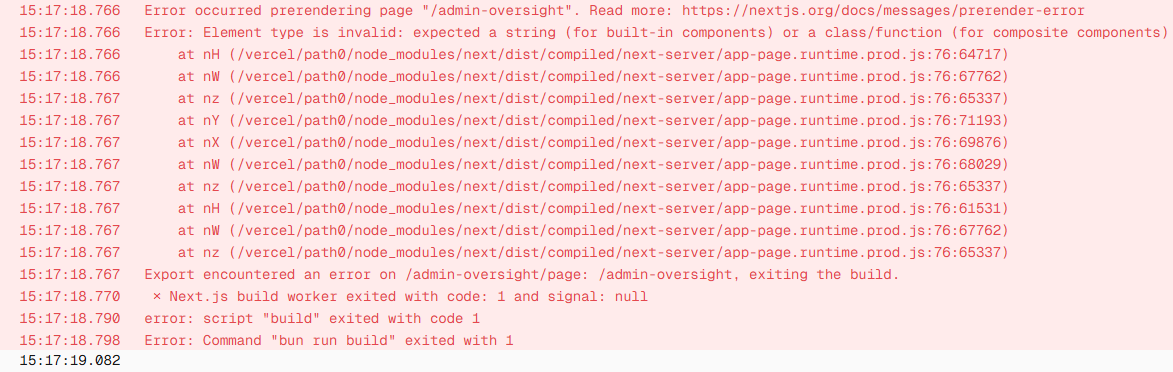 15:17:18.766 Error occurred prerendering page "/admin-oversight". Read more: https://nextjs.org/docs/messages/prerender-error
15:17:18.766 Error: Element type is invalid: expected a string (for built-in components) or a class/function (for composite components)
15:17:18.766 at nH (/vercel/path0/node_modules/next/dist/compiled/next-server/app-page.runtime.prod.js:76:64717)
15:17:18.766 at nW (/vercel/path0/node_modules/next/dist/compiled/next-server/app-page.runtime.prod.js:76:67762)
15:17:18.767 at nz (/vercel/path0/node_modules/next/dist/compiled/next-server/app-page.runtime.prod.js:76:65337)
15:17:18.767 at nY (/vercel/path0/node_modules/next/dist/compiled/next-server/app-page.runtime.prod.js:76:71193)
15:17:18.767 at nX (/vercel/path0/node_modules/next/dist/compiled/next-server/app-page.runtime.prod.js:76:69876)
15:17:18.767 at nW (/vercel/path0/node_modules/next/dist/compiled/next-server/app-page.runtime.prod.js:76:68029)
15:17:18.767 at nz (/vercel/path0/node_modules/next/dist/compiled/next-server/app-page.runtime.prod.js:76:65337)
15:17:18.767 at nH (/vercel/path0/node_modules/next/dist/compiled/next-server/app-page.runtime.prod.js:76:61531)
15:17:18.767 at nW (/vercel/path0/node_modules/next/dist/compiled/next-server/app-page.runtime.prod.js:76:67762)
15:17:18.767 at nz (/vercel/path0/node_modules/next/dist/compiled/next-server/app-page.runtime.prod.js:76:65337)
15:17:18.767 Export encountered an error on /admin-oversight/page: /admin-oversight, exiting the build.
15:17:18.770 ⨯ Next.js build worker exited with code: 1 and signal: null
15:17:18.790 error: script "build" exited with code 1
15:17:18.798 Error: Command "bun run build" exited with 1
15:17:19.082